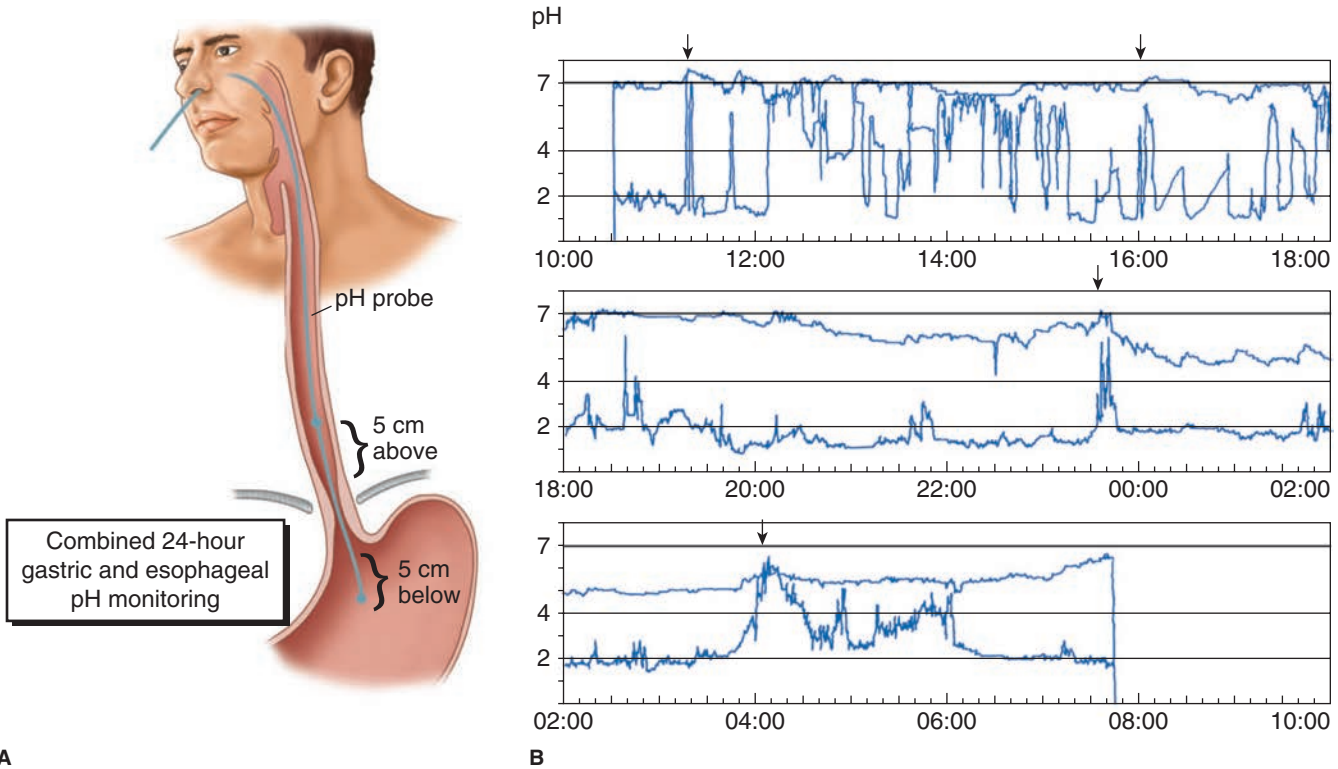 pH probe
5 cm
above
Combined 24-hour
gastric and esophageal
pH monitoring
5 cm
below
A
pH
7
4
2
10:00 12:00 14:00 16:00 18:00
7
4
2
18:00 20:00 22:00 00:00 02:00
7
4
2
02:00 04:00 06:00 08:00 10:00
B